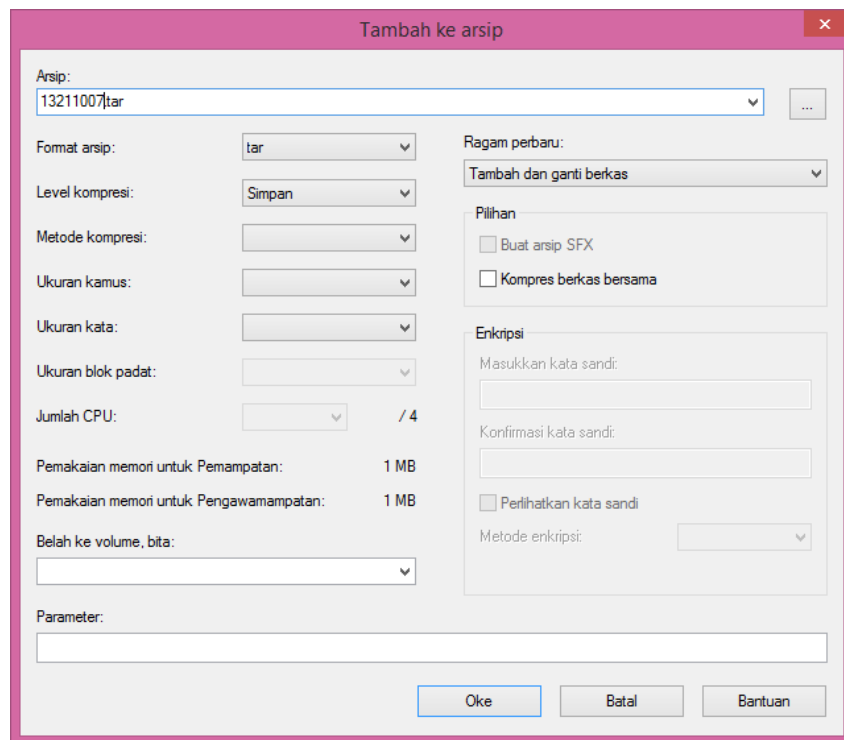 Tambah ke arsip
×
Arsip:
13211007.tar
...
Format arsip:
tar
Level kompresi:
Simpan
Metode kompresi:
Ukuran kamus:
Ukuran kata:
Ukuran blok padat:
Jumlah CPU:
/ 4
Pemakaian memori untuk Pemampatan:
1 MB
Pemakaian memori untuk Pengawamampatan:
1 MB
Belah ke volume, bita:
Ragam perbaru:
Tambah dan ganti berkas
Pilihan
Buat arsip SFX
Kompres berkas bersama
Enkripsi
Masukkan kata sandi:
Konfirmasi kata sandi:
Perlihatkan kata sandi
Metode enkripsi:
Parameter:
Oke
Batal
Bantuan